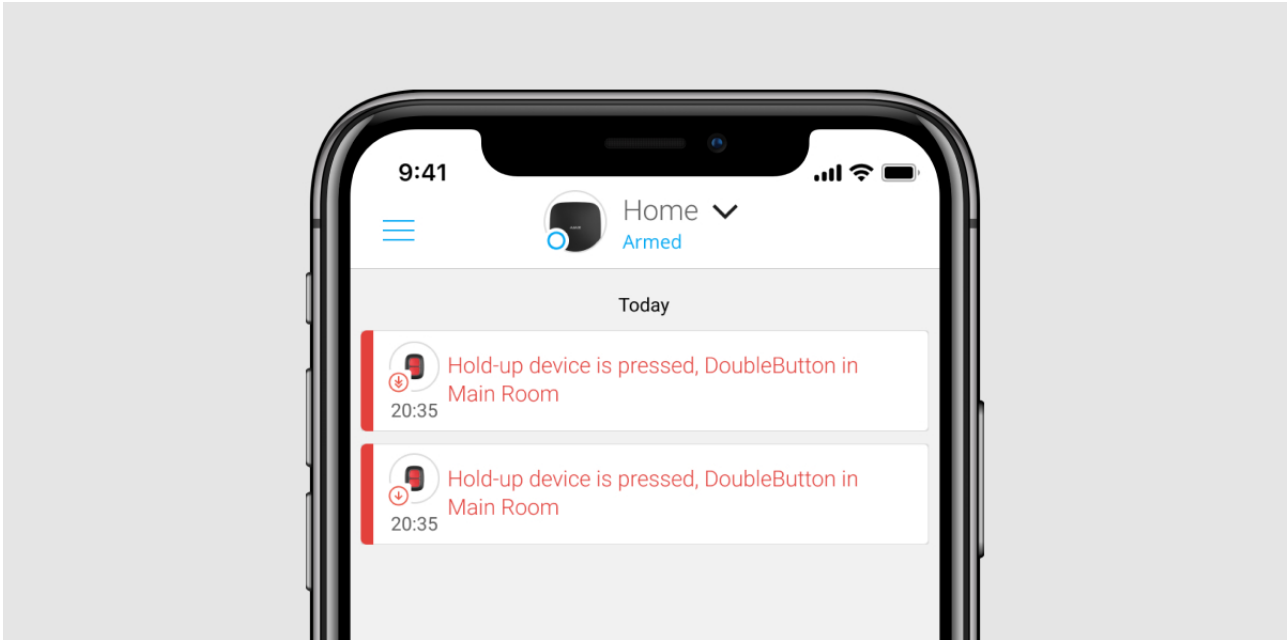 9:41
Home
Armed
Today
Hold-up device is pressed, DoubleButton in
Main Room
20:35
Hold-up device is pressed, DoubleButton in
Main Room
20:35